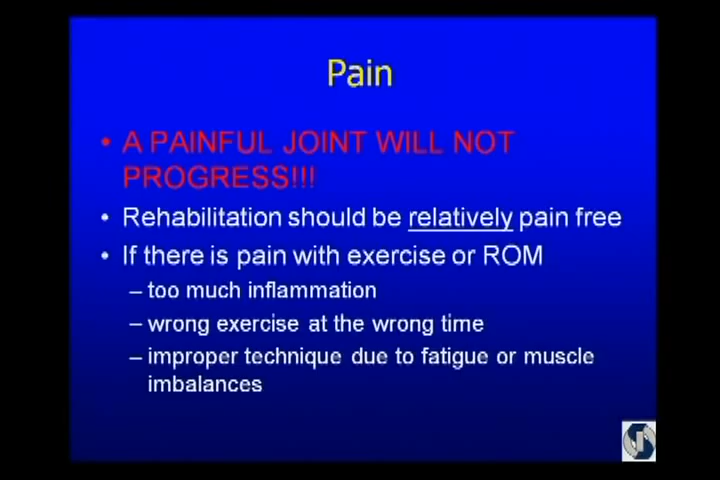 Pain
• A PAINFUL JOINT WILL NOT
PROGRESS!!!
• Rehabilitation should be relatively pain free
• If there is pain with exercise or ROM
– too much inflammation
– wrong exercise at the wrong time
– improper technique due to fatigue or muscle
imbalances